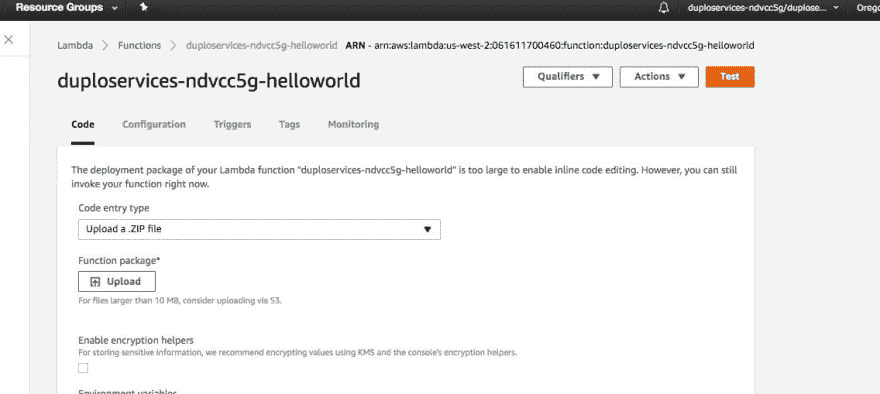 Resource Groups
duploservices-ndvcc5g/duplose...
Orego
Lambda Functions duploservices-ndvcc5g-helloworld ARN - arn:aws:lambda:us-west-2:061611700460:function:duploservices-ndvcc5g-helloworld
duploservices-ndvcc5g-helloworld
Qualifiers
Actions
Test
Code Configuration Triggers Tags Monitoring
The deployment package of your Lambda function "duploservices-ndvcc5g-helloworld" is too large to enable inline code editing. However, you can still
invoke your function right now.
Code entry type
Upload a .ZIP file
Function package*
Upload
For files larger than 10 MB, consider uploading via S3.
Enable encryption helpers
For storing sensitive information, we recommend encrypting values using KMS and the console's encryption helpers.
Environment variables